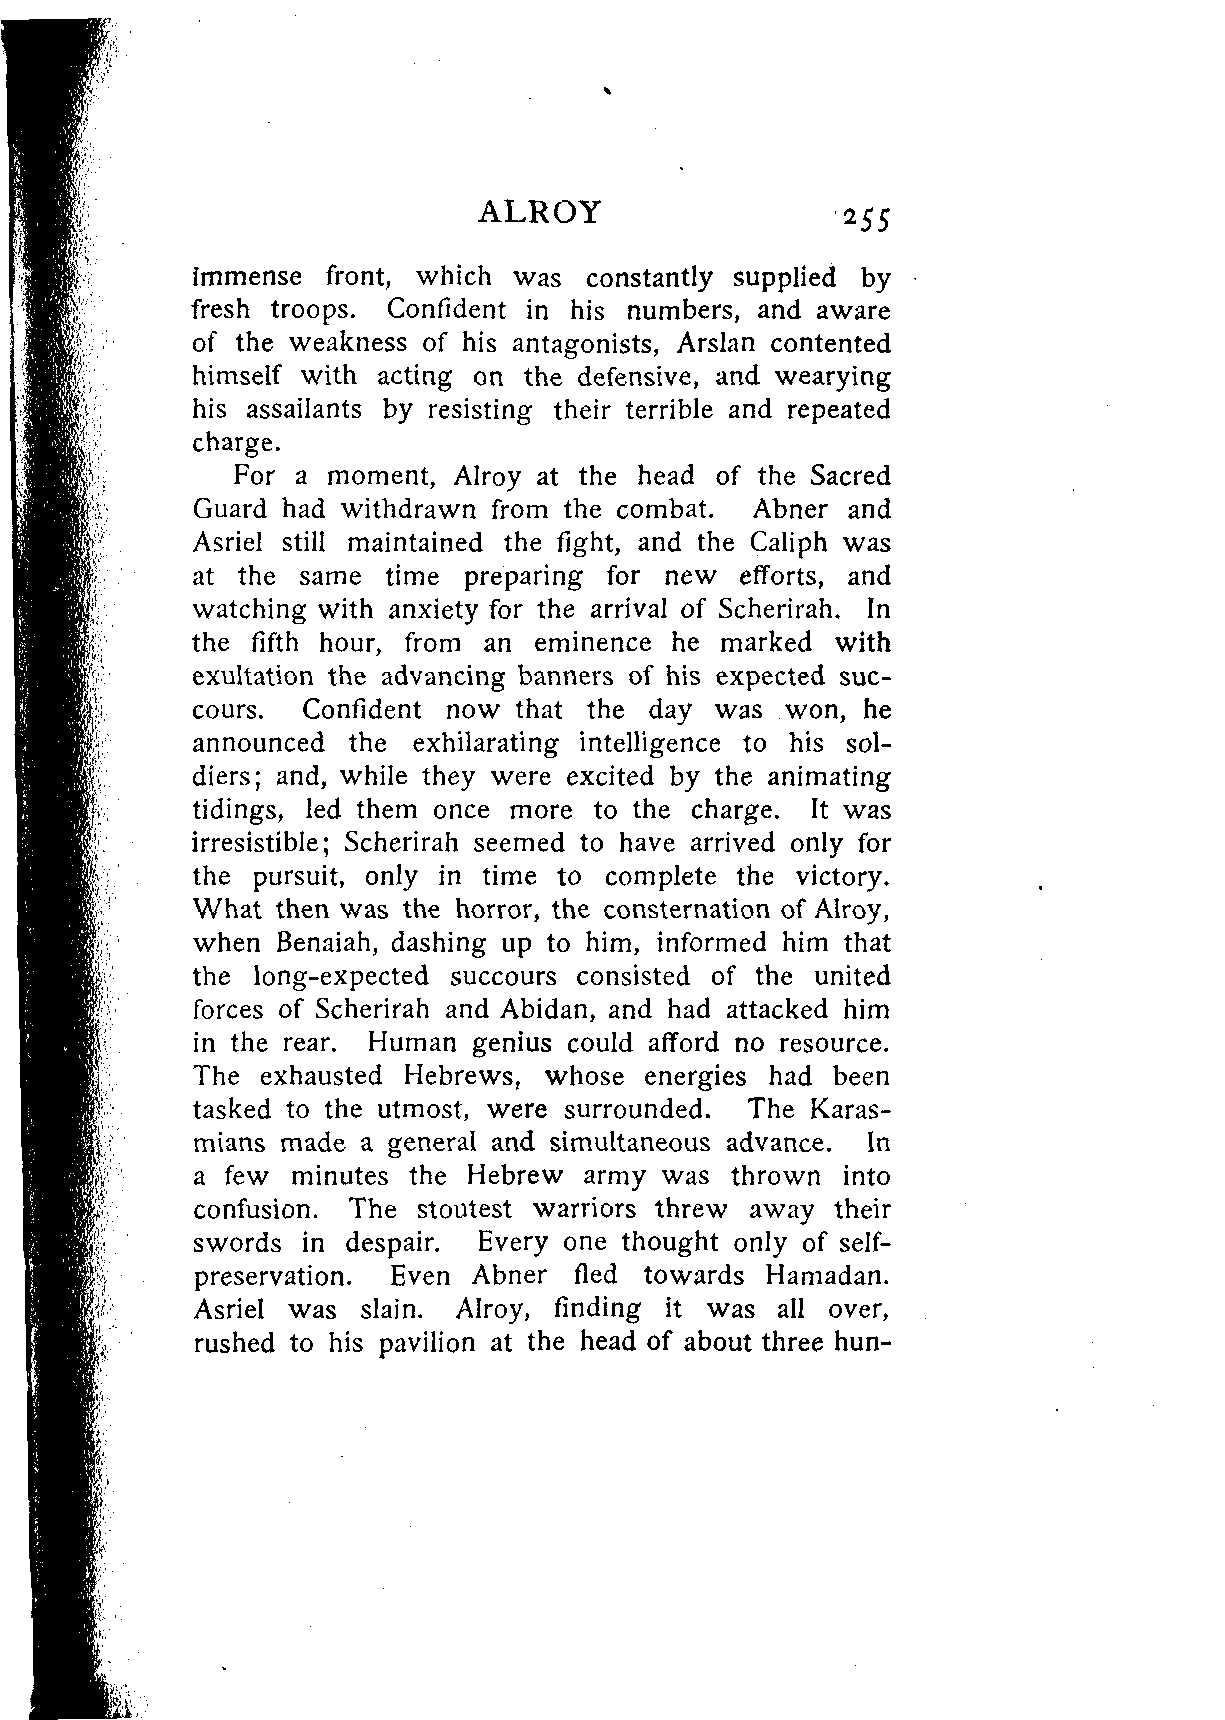 ALROY 255
immense front, which was constantly supplied by
fresh troops. Confident in his numbers, and aware
of the weakness of his antagonists, Arslan contented
himself with acting on the defensive, and wearying
his assailants by resisting their terrible and repeated
charge.
For a moment, Alroy at the head of the Sacred
Guard had withdrawn from the combat. Abner and
Asriel still maintained the fight, and the Caliph was
at the same time preparing for new efforts, and
watching with anxiety for the arrival of Scherirah. In
the fifth hour, from an eminence he marked with
exultation the advancing banners of his expected suc-
cours. Confident now that the day was won, he
announced the exhilarating intelligence to his sol-
diers; and, while they were excited by the animating
tidings, led them once more to the charge. It was
irresistible; Scherirah seemed to have arrived only for
the pursuit, only in time to complete the victory.
What then was the horror, the consternation of Alroy,
when Benaiah, dashing up to him, informed him that
the long-expected succours consisted of the united
forces of Scherirah and Abidan, and had attacked him
in the rear. Human genius could afford no resource.
The exhausted Hebrews, whose energies had been
tasked to the utmost, were surrounded. The Karas-
mians made a general and simultaneous advance. In
a few minutes the Hebrew army was thrown into
confusion. The stoutest warriors threw away their
swords in despair. Every one thought only of self-
preservation. Even Abner fled towards Hamadan.
Asriel was slain. Alroy, finding it was all over,
rushed to his pavilion at the head of about three hun-